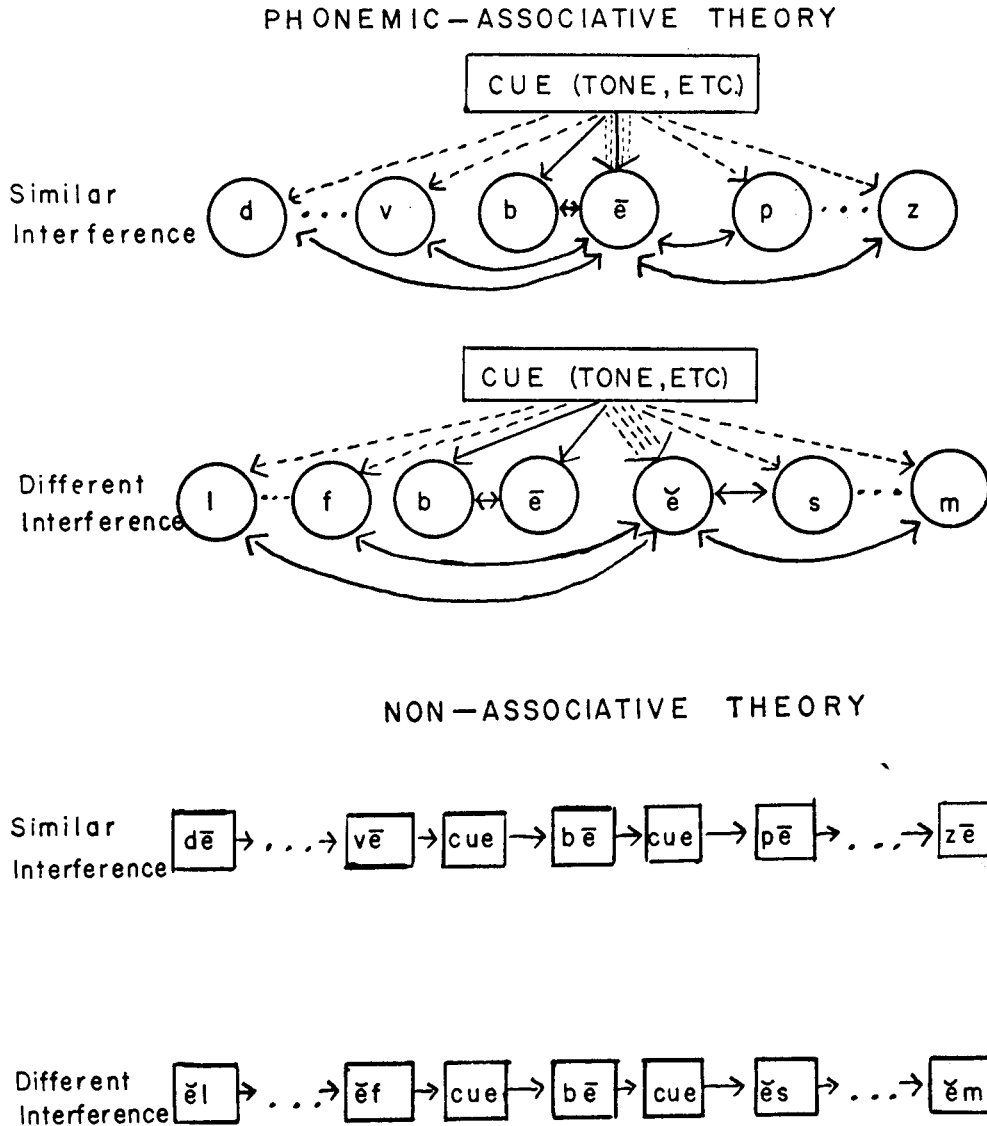 PHONEMIC—ASSOCIATIVE THEORY
CUE (TONE, ETC.)
Similar
Interference
d ... v b ē p ... z
CUE (TONE, ETC)
Different
Interference
l ... f b ē ĕ s ... m
NON—ASSOCIATIVE THEORY
Similar
Interference
dē ... vē cue bē cue pē ... zē
Different
Interference
ĕl ... ĕf cue bē cue ĕs ... ĕm